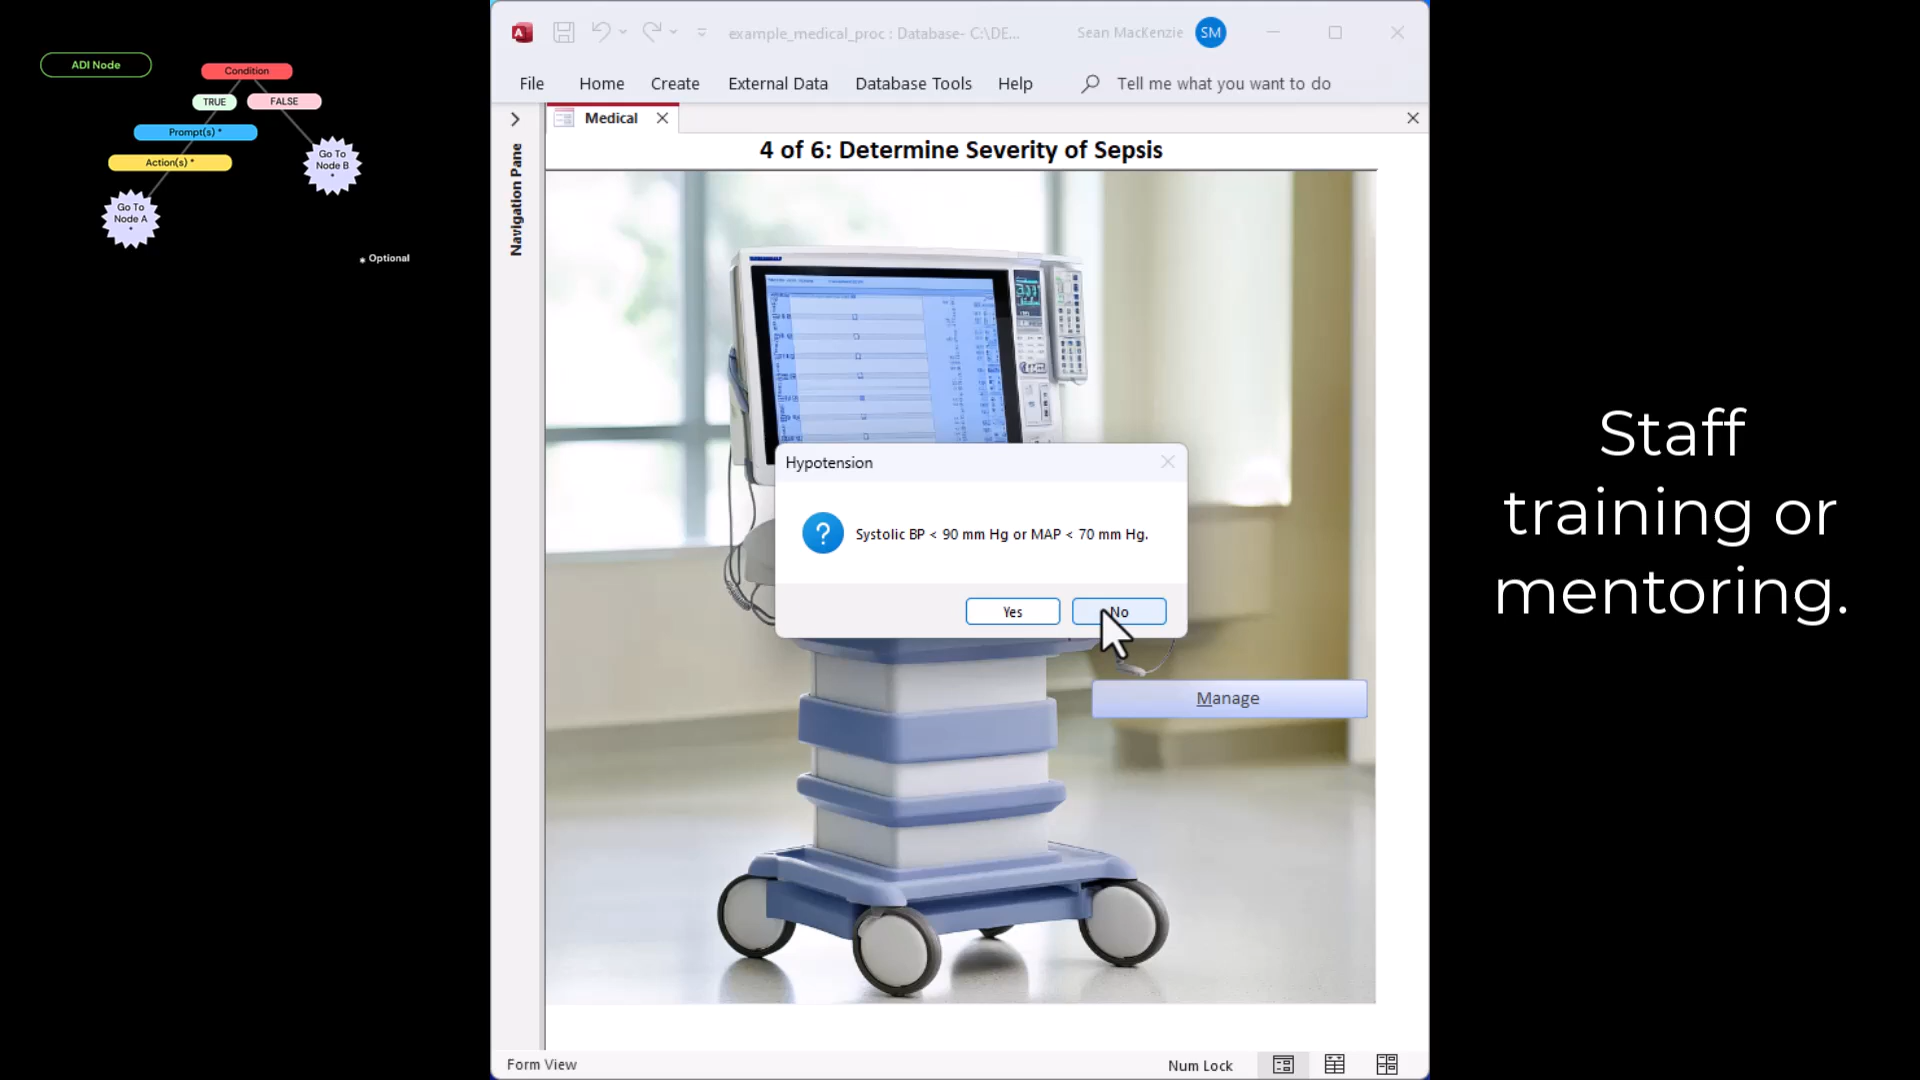 ADI Node
Condition
TRUE
FALSE
Prompt(s) *
Action(s) *
Go To
Node B
*
Go To
Node A
*
* Optional
example_medical_proc : Database- C:\DE...
Sean MacKenzie
SM
File
Home
Create
External Data
Database Tools
Help
Tell me what you want to do
Navigation Pane
Medical
4 of 6: Determine Severity of Sepsis
Hypotension
Systolic BP < 90 mm Hg or MAP < 70 mm Hg.
Yes
No
Manage
Form View
Num Lock
Staff
training or
mentoring.